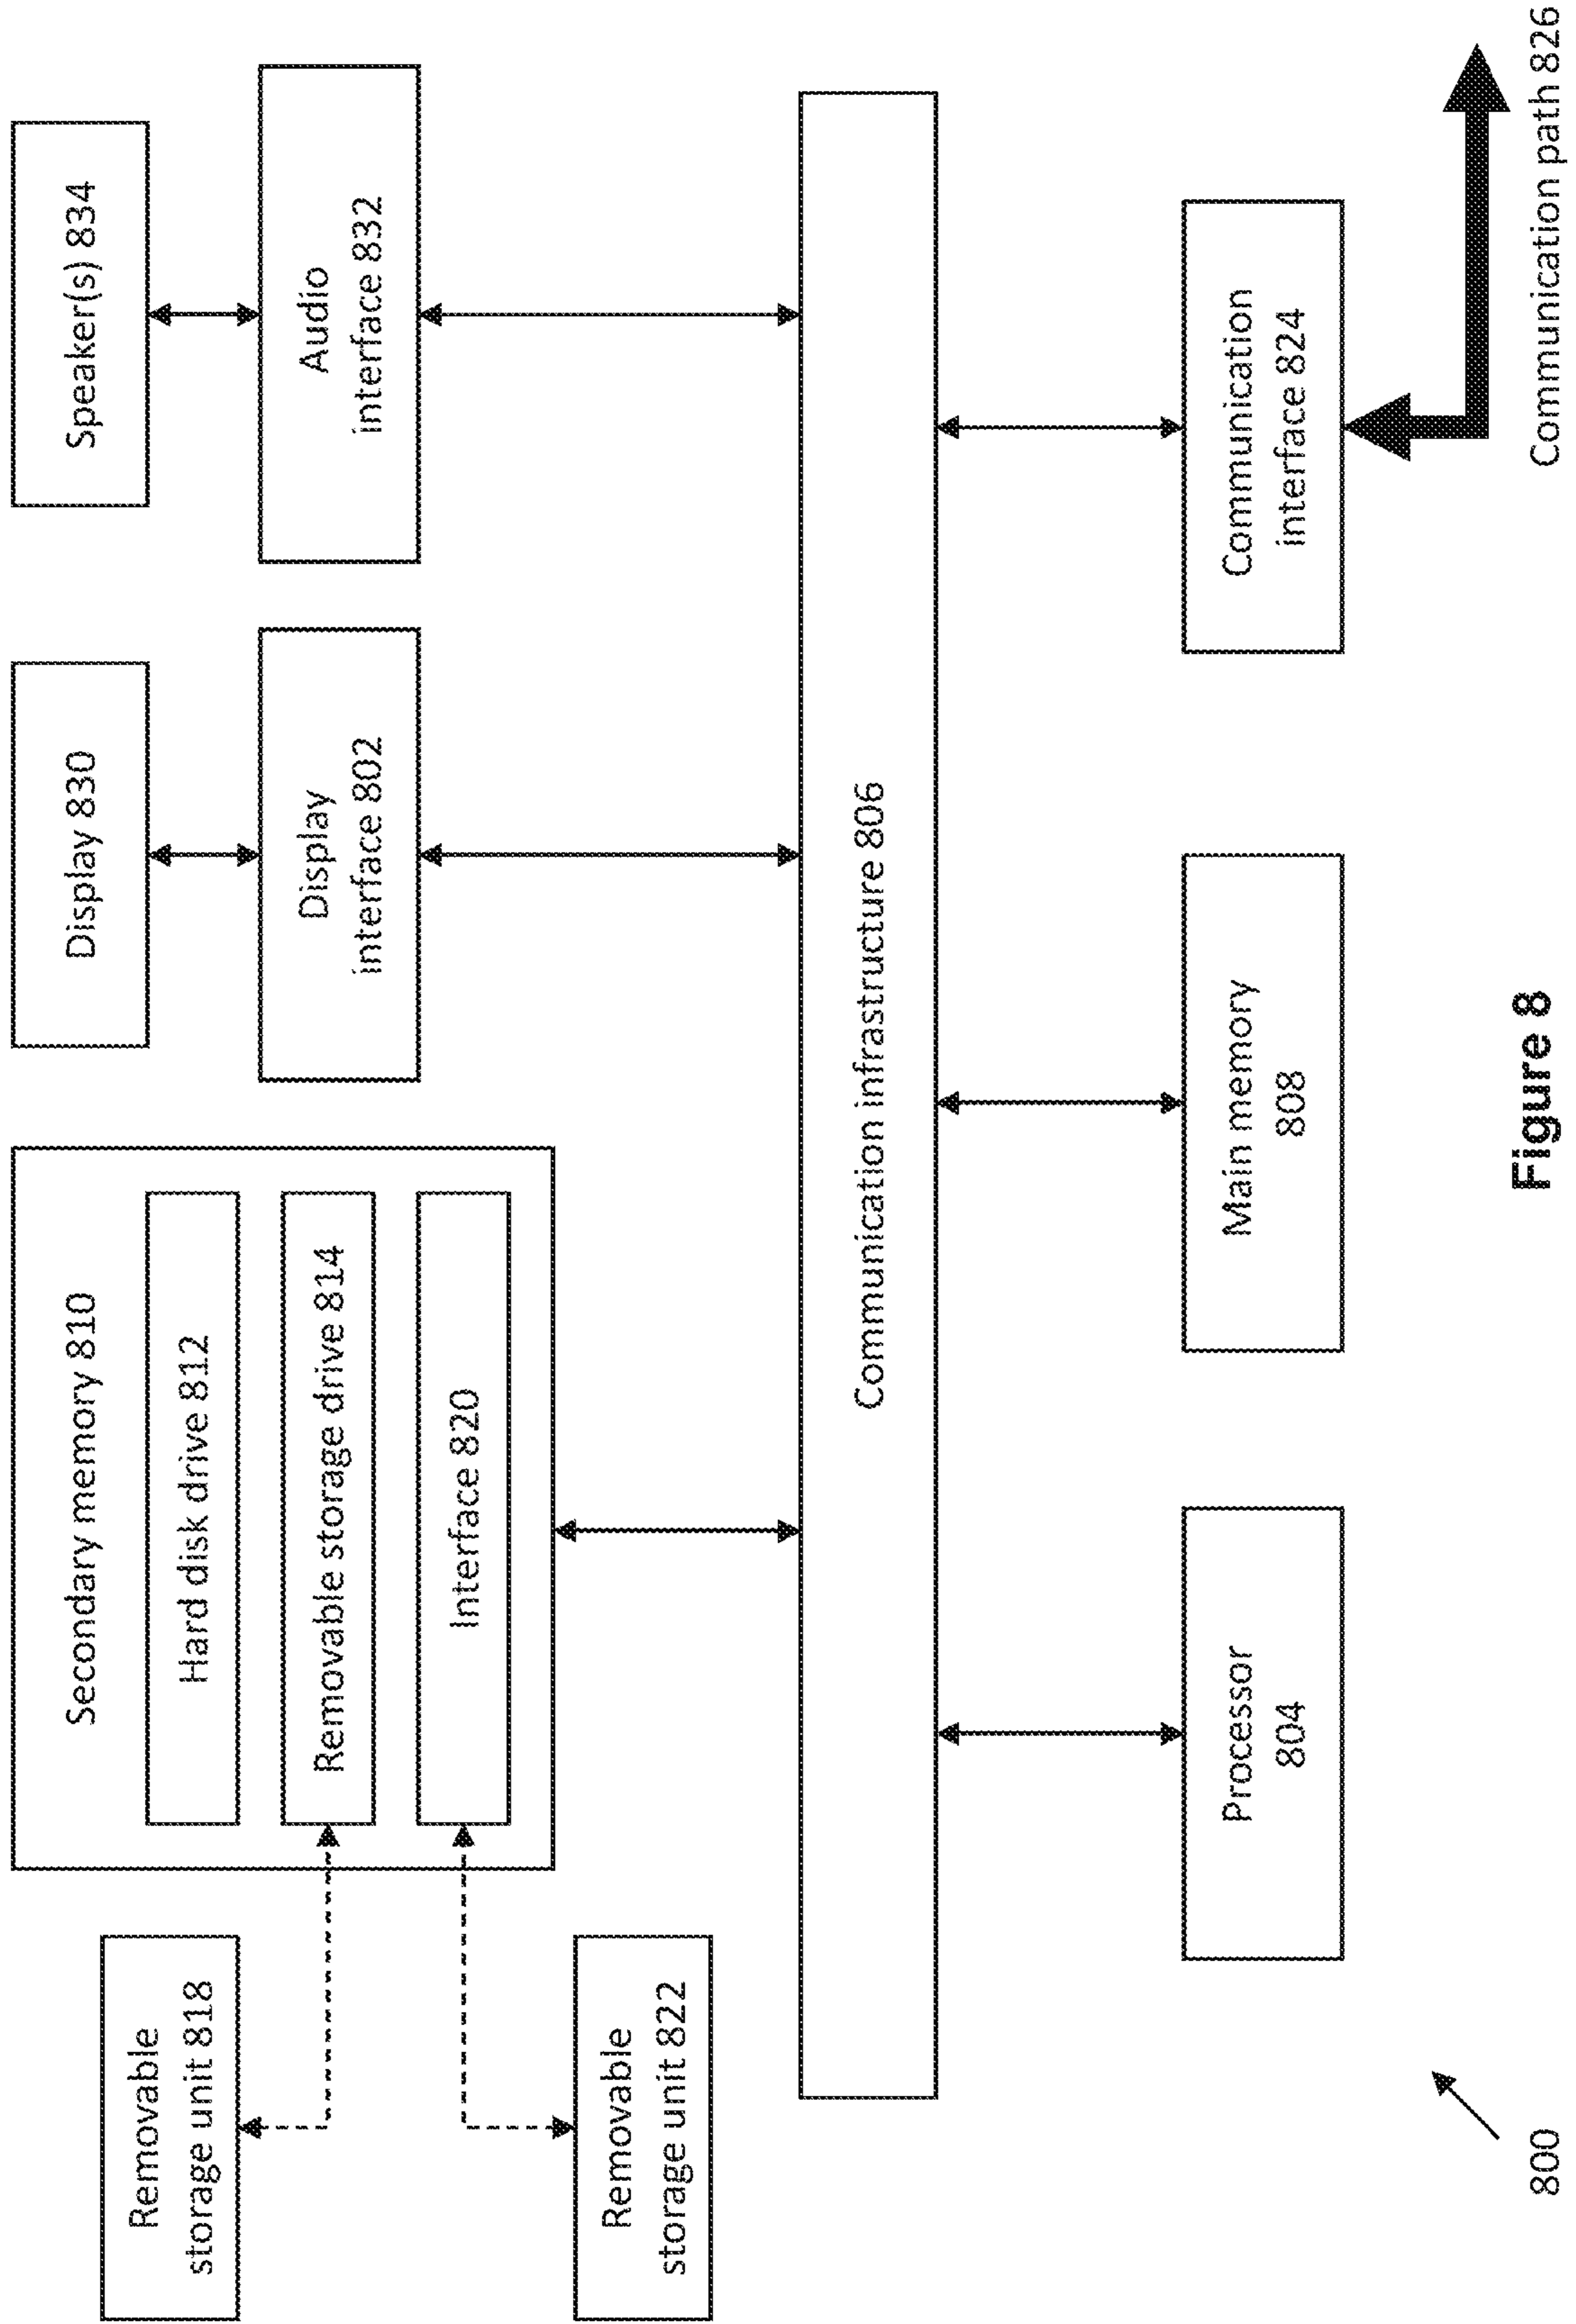 Removable
storage unit 818
Removable
storage unit 822
Secondary memory 810
Hard disk drive 812
Removable storage drive 814
Interface 820
Display 830
Display
interface 802
Speaker(s) 834
Audio
interface 832
Communication infrastructure 806
Processor
804
Main memory
808
Communication
interface 824
Communication path 826
800
Figure 8